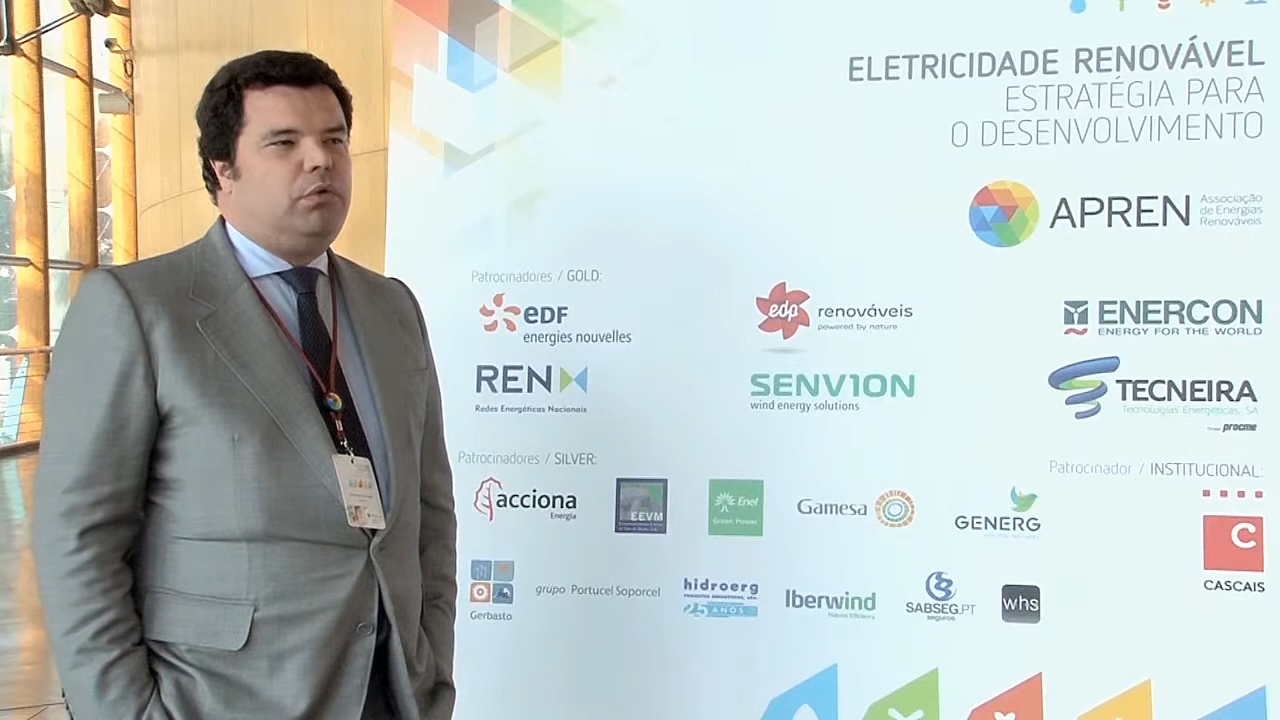 ELETRICIDADE RENOVÁVEL
ESTRATÉGIA PARA
O DESENVOLVIMENTO
APREN
Associação
de Energias
Renováveis
Patrocinadores / GOLD:
eDF
energies nouvelles
edp renováveis
powered by nature
ENERCON
ENERGY FOR THE WORLD
REN
Redes Energéticas Nacionais
SENVION
wind energy solutions
TECNEIRA
Tecnologias Energéticas, SA
procme
Patrocinadores / SILVER:
Patrocinador / INSTITUCIONAL:
acciona
Energia
EEVM
Enel
Green Power
Gamesa
GENERG
C
CASCAIS
Gerbasto
grupo Portucel Soporcel
hidroerg
25 ANOS
Iberwind
SABSEG.PT
seguros
whs